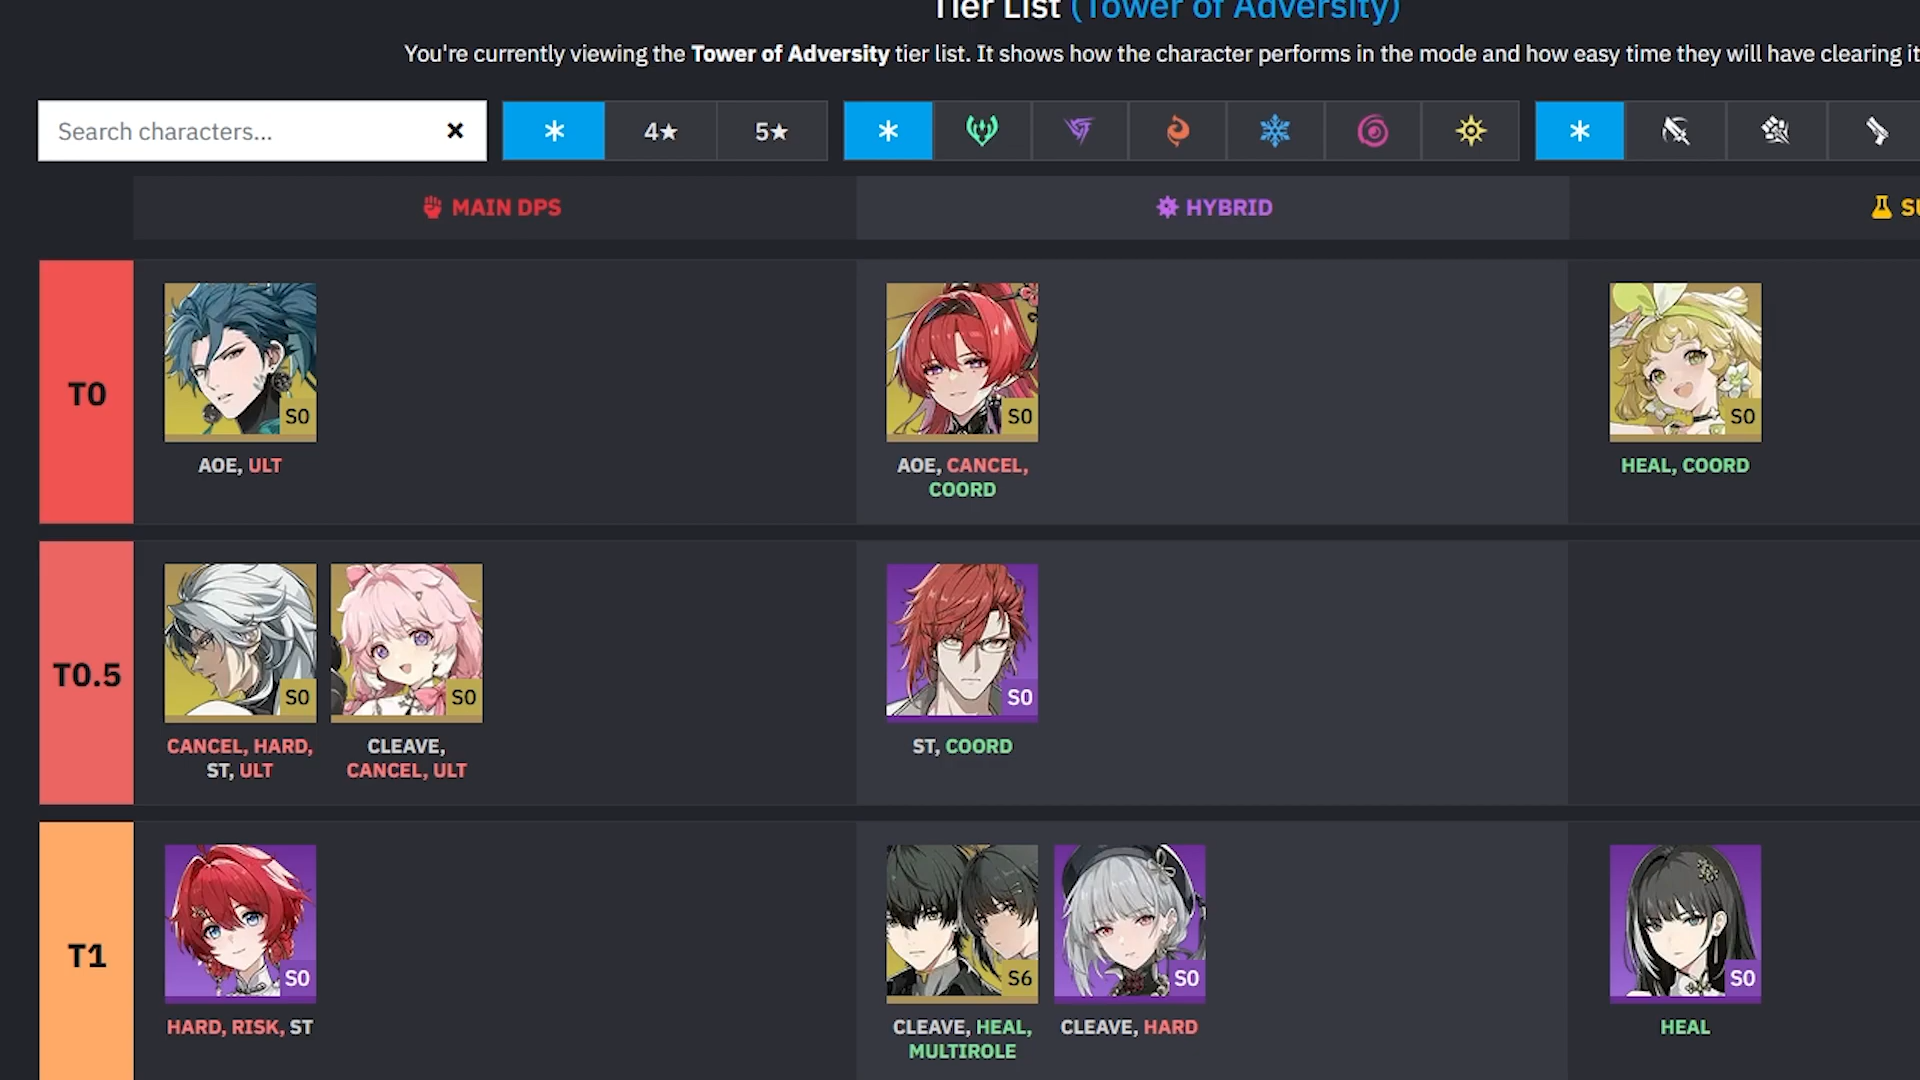 Tier List (Tower of Adversity)
You're currently viewing the Tower of Adversity tier list. It shows how the character performs in the mode and how easy time they will have clearing it
Search characters...
4★
5★
MAIN DPS
HYBRID
T0
S0
AOE, ULT
S0
AOE, CANCEL,
COORD
S0
HEAL, COORD
T0.5
S0
CANCEL, HARD,
ST, ULT
S0
CLEAVE,
CANCEL, ULT
S0
ST, COORD
T1
S0
HARD, RISK, ST
S6
CLEAVE, HEAL,
MULTIROLE
S0
CLEAVE, HARD
S0
HEAL